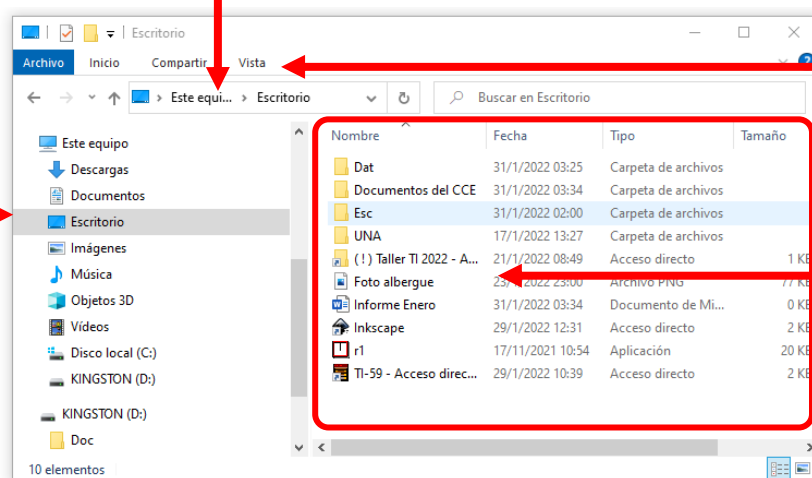 Escritorio
Archivo Inicio Compartir Vista ?
Este equi... > Escritorio Buscar en Escritorio
Este equipo
Descargas
Documentos
Escritorio
Imágenes
Música
Objetos 3D
Vídeos
Disco local (C:)
KINGSTON (D:)
KINGSTON (D:)
Doc
Nombre Fecha Tipo Tamaño
Dat 31/1/2022 03:25 Carpeta de archivos
Documentos del CCE 31/1/2022 03:34 Carpeta de archivos
Esc 31/1/2022 02:00 Carpeta de archivos
UNA 17/1/2022 13:27 Carpeta de archivos
( ! ) Taller TI 2022 - A... 21/1/2022 08:49 Acceso directo 1 KB
Foto albergue 23:00 Archivo PNG 77 KB
Informe Enero 31/1/2022 03:34 Documento de Mi... 0 KB
Inkscape 29/1/2022 12:31 Acceso directo 2 KB
r1 17/11/2021 10:54 Aplicación 20 KB
TI-59 - Acceso direc... 29/1/2022 10:39 Acceso directo 2 KB
10 elementos